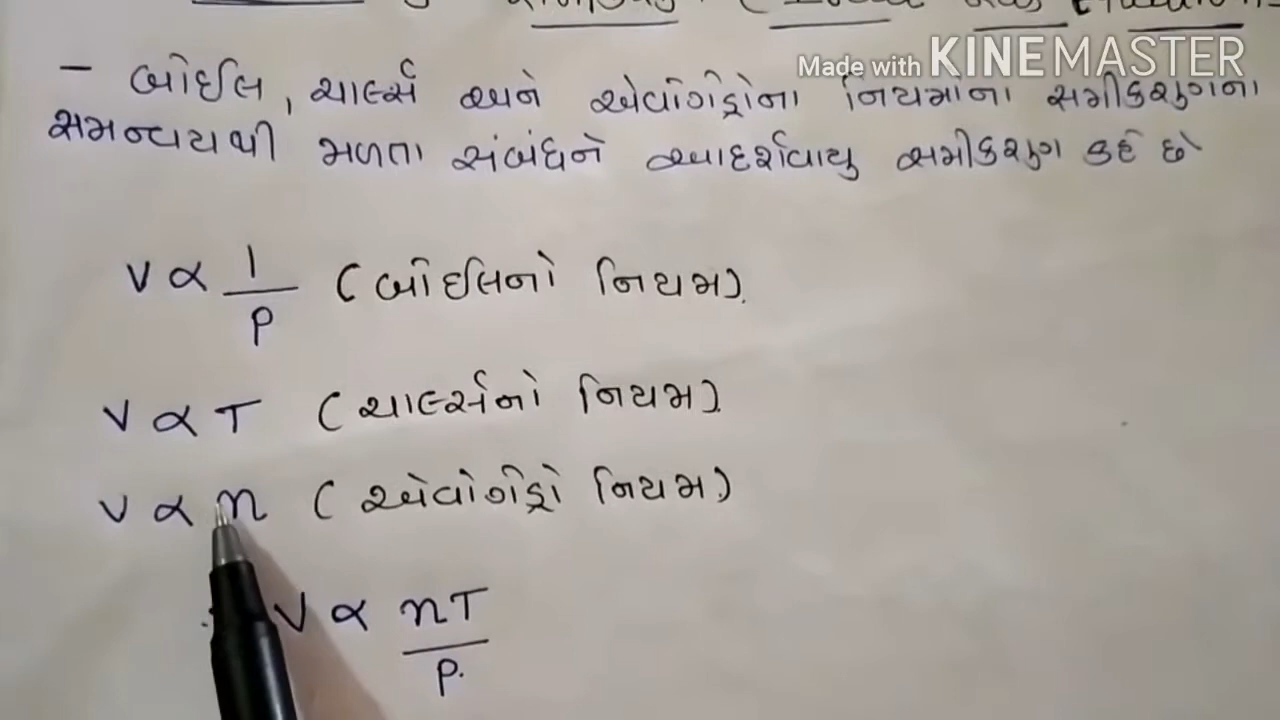 Made with KINEMASTER
- બોઈલ, ચાર્લ્સ અને એવોગેડ્રોના નિયમોના સમીકરણના
સમન્વયથી મળતા સંબંધને આદર્શવાયુ સમીકરણ કહે છે
V ∝ 1/P (બોઈલનો નિયમ).
V ∝ T (ચાર્લ્સનો નિયમ).
V ∝ n (એવોગેડ્રો નિયમ)
V ∝ nT/P.